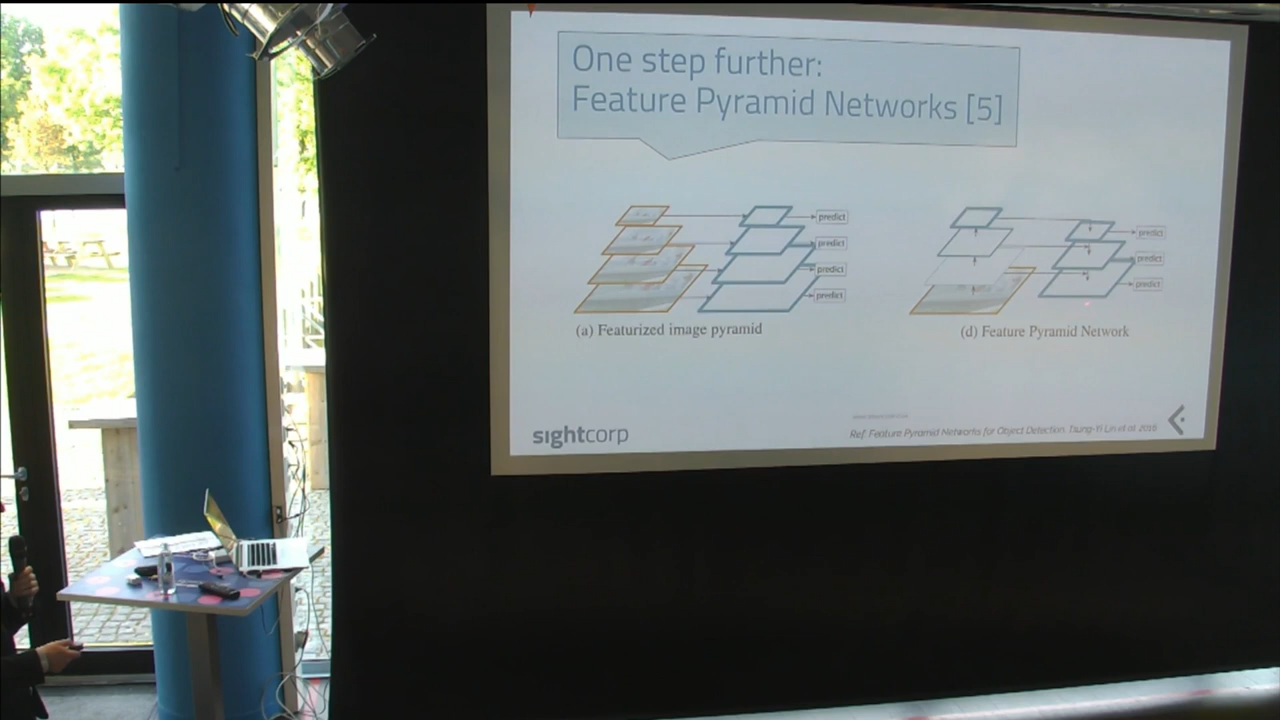 One step further:
Feature Pyramid Networks [5]
predict
predict
predict
predict
(a) Featurized image pyramid
predict
predict
predict
(d) Feature Pyramid Network
sightcorp
Ref: Feature Pyramid Networks for Object Detection, Tsung-Yi Lin et al. 2016